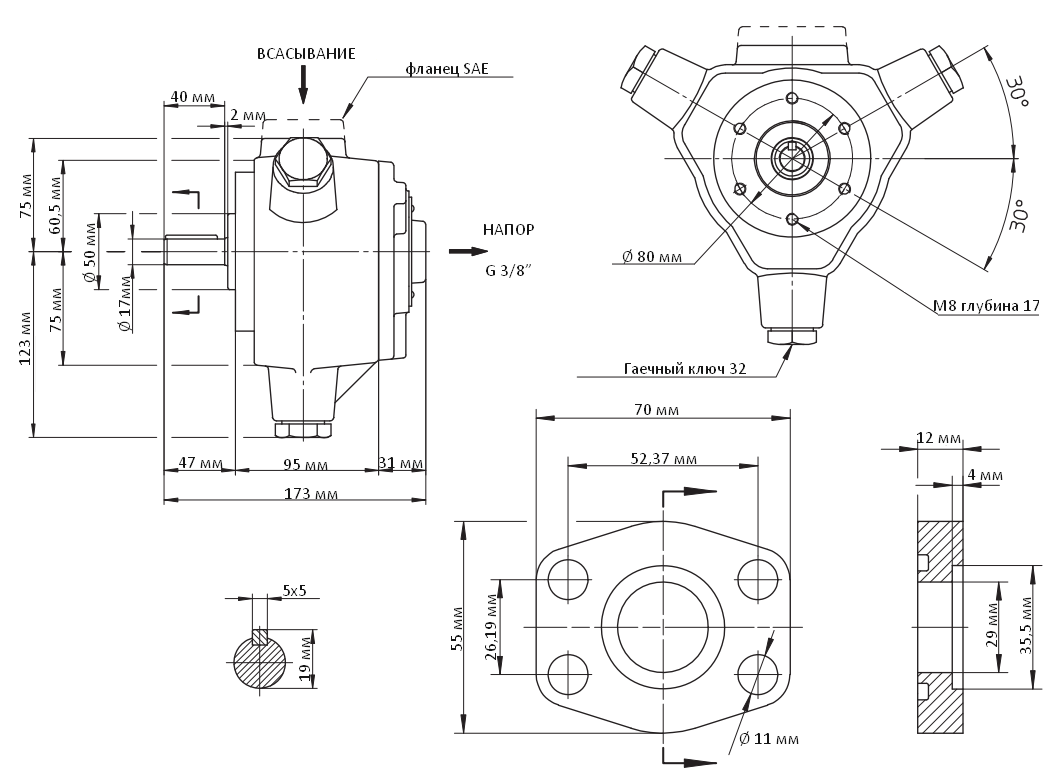 ВСАСЫВАНИЕ
фланец SAE
40 мм
2 мм
75 мм
60,5 мм
Ø 50 мм
Ø 17мм
75 мм
123 мм
НАПОР
G 3/8”
47 мм
95 мм
31 мм
173 мм
30°
30°
Ø 80 мм
М8 глубина 17
Гаечный ключ 32
70 мм
52,37 мм
55 мм
26,19 мм
Ø 11 мм
12 мм
4 мм
29 мм
35,5 мм
5x5
19 мм